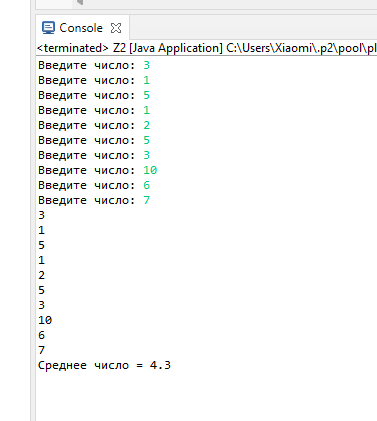 Console
<terminated> Z2 [Java Application] C:\Users\Xiaomi\.p2\pool\pl
Введите число: 3
Введите число: 1
Введите число: 5
Введите число: 1
Введите число: 2
Введите число: 5
Введите число: 3
Введите число: 10
Введите число: 6
Введите число: 7
3
1
5
1
2
5
3
10
6
7
Среднее число = 4.3